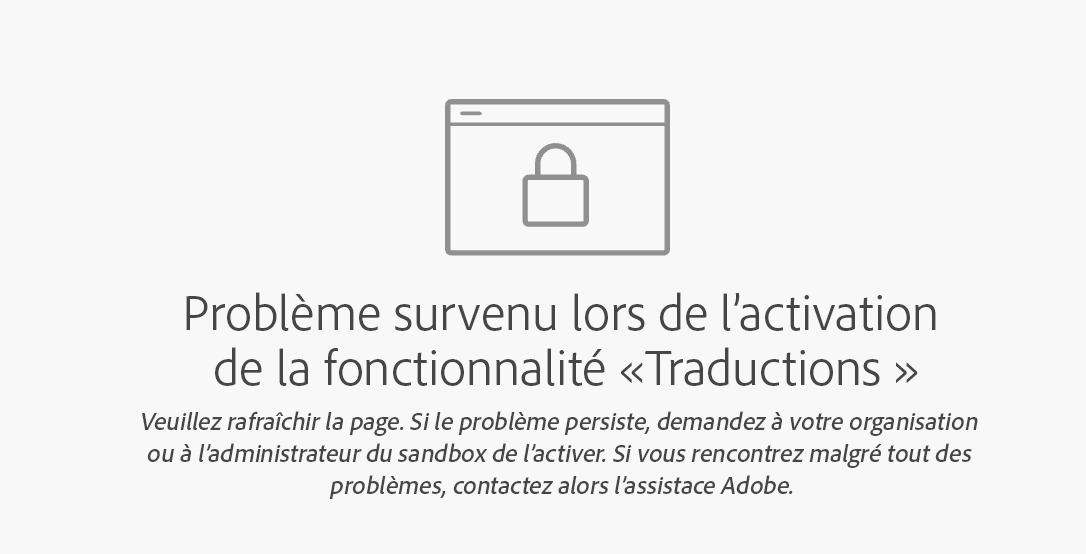 Problème survenu lors de l’activation
de la fonctionnalité «Traductions »
Veuillez rafraîchir la page. Si le problème persiste, demandez à votre organisation
ou à l’administrateur du sandbox de l’activer. Si vous rencontrez malgré tout des
problèmes, contactez alors l’assistace Adobe.